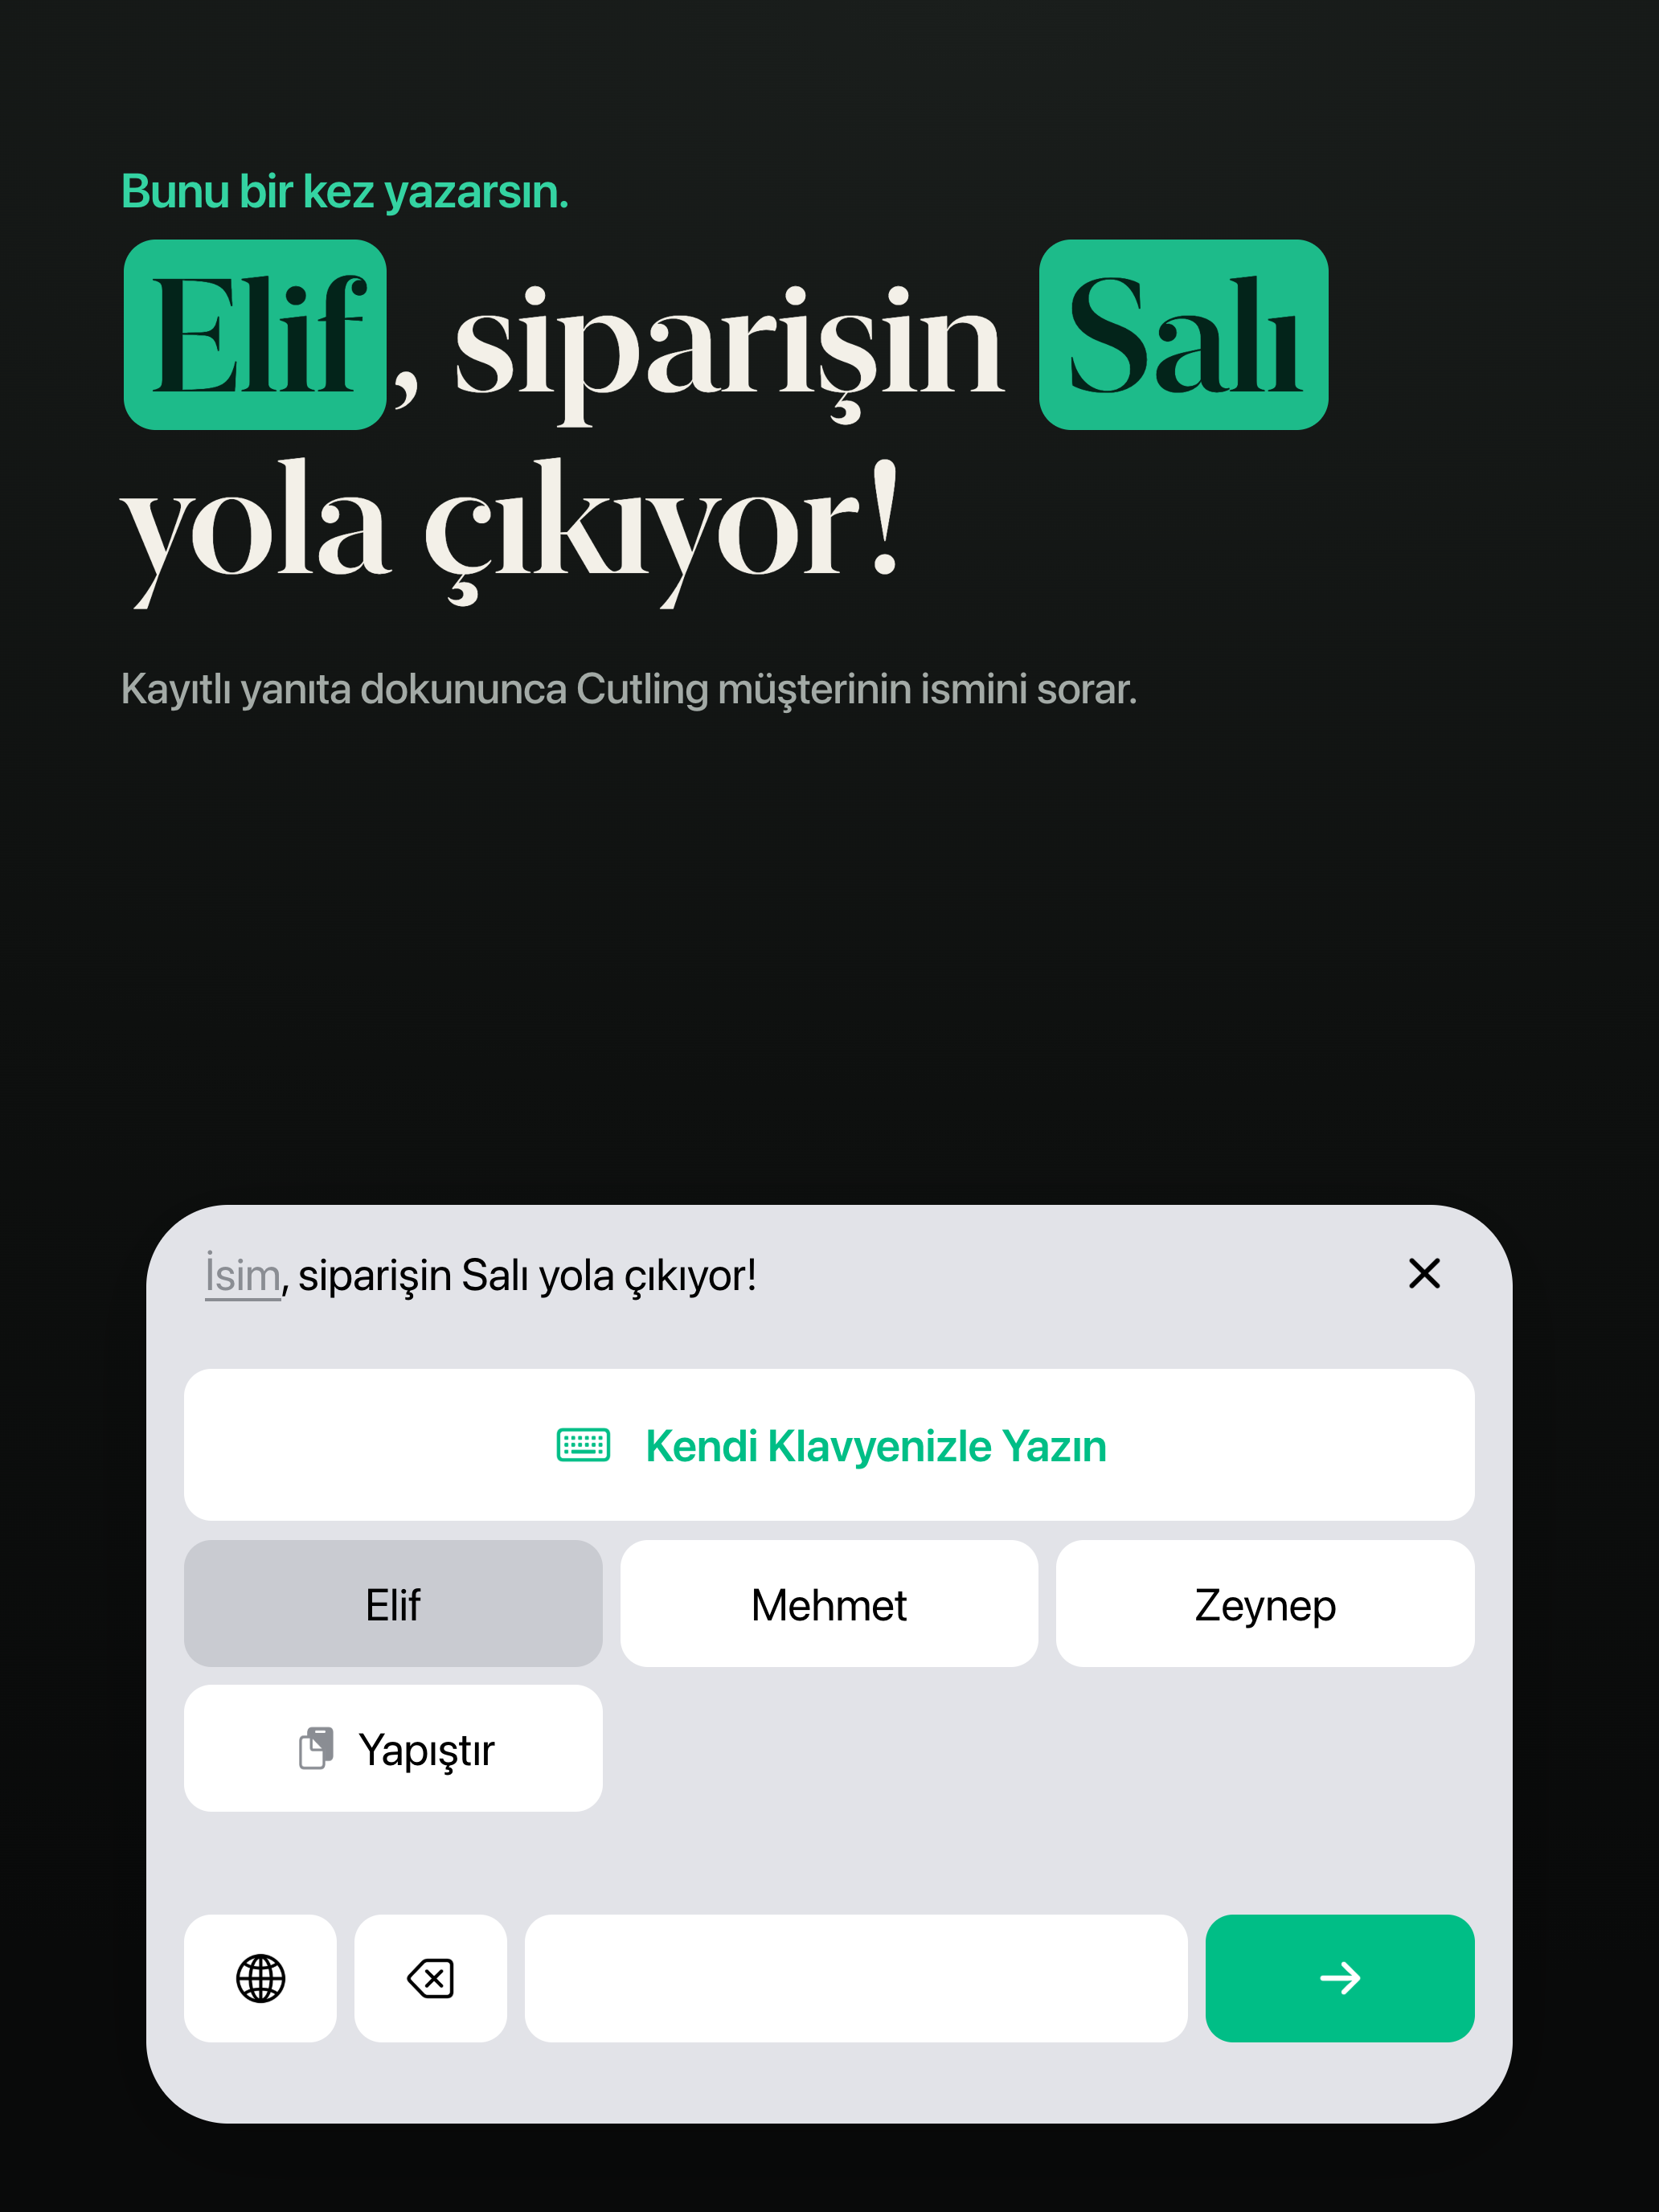 Bunu bir kez yazarsın.
Elif, siparişin Salı
yola çıkıyor!
Kayıtlı yanıta dokununca Cutling müşterinin ismini sorar.
İsim, siparişin Salı yola çıkıyor!
Kendi Klavyenizle Yazın
Elif
Mehmet
Zeynep
Yapıştır